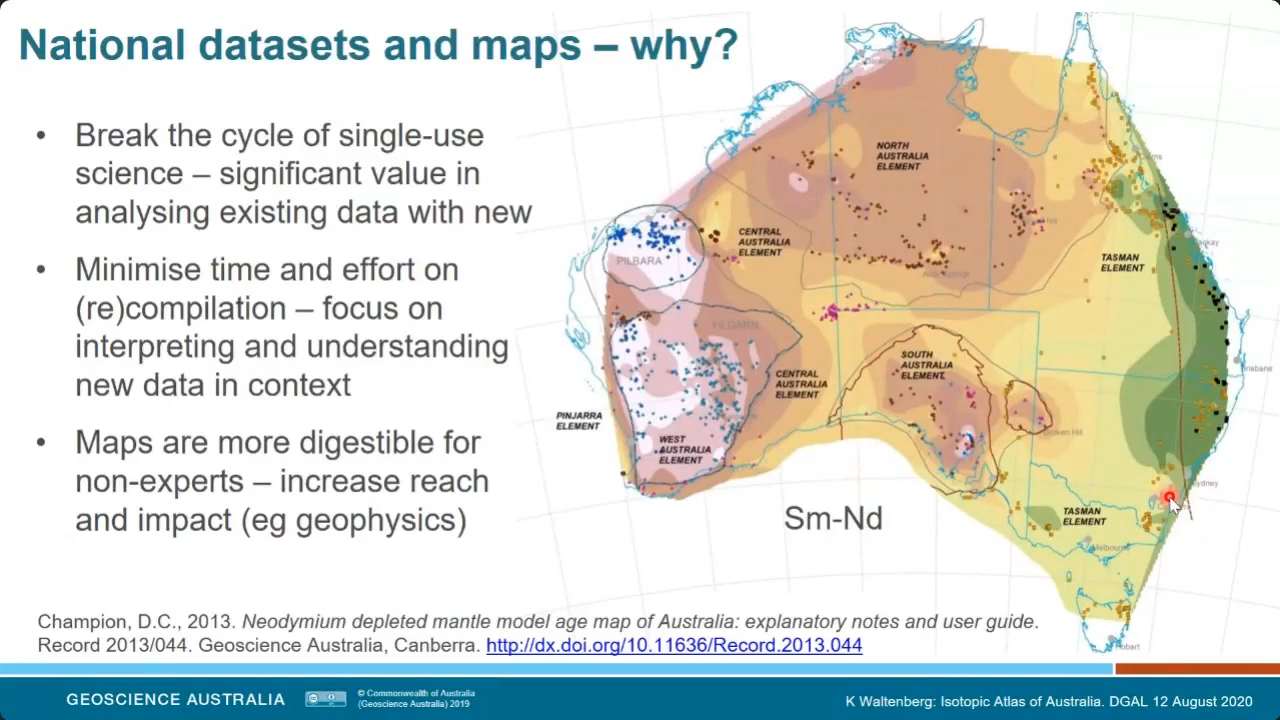 National datasets and maps – why?
• Break the cycle of single-use
science – significant value in
analysing existing data with new
• Minimise time and effort on
(re)compilation – focus on
interpreting and understanding
new data in context
• Maps are more digestible for
non-experts – increase reach
and impact (eg geophysics)
NORTH
AUSTRALIA
ELEMENT
CENTRAL
AUSTRALIA
ELEMENT
PILBARA
TASMAN
ELEMENT
YILGARN
SOUTH
AUSTRALIA
ELEMENT
CENTRAL
AUSTRALIA
ELEMENT
PINJARRA
ELEMENT
WEST
AUSTRALIA
ELEMENT
Broken Hill
TASMAN
ELEMENT
Melbourne
Sm-Nd
Champion, D.C., 2013. Neodymium depleted mantle model age map of Australia: explanatory notes and user guide.
Record 2013/044. Geoscience Australia, Canberra. http://dx.doi.org/10.11636/Record.2013.044
GEOSCIENCE AUSTRALIA
© Commonwealth of Australia
(Geoscience Australia) 2019
K Waltenberg: Isotopic Atlas of Australia. DGAL 12 August 2020